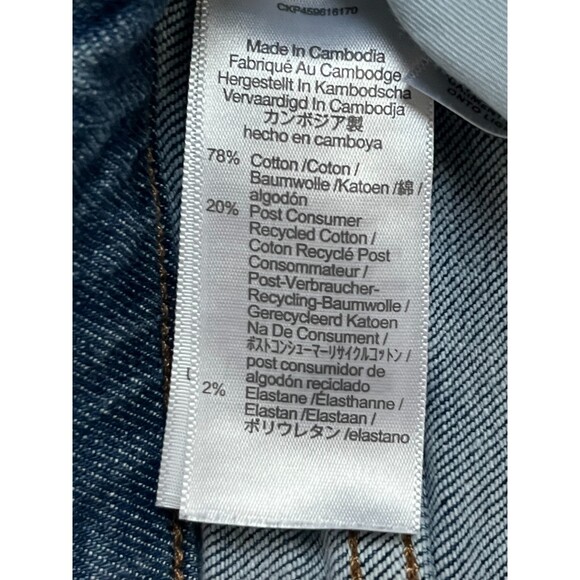 CKP459616170
Made In Cambodia
Fabriqué Au Cambodge
Hergestellt In Kambodscha
Vervaardigd In Cambodja
カンボジア製
hecho en camboya
78% Cotton /Coton /
Baumwolle /Katoen /綿 /
algodón
20% Post Consumer
Recycled Cotton /
Coton Recyclé Post
Consommateur /
Post-Verbraucher-
Recycling-Baumwolle /
Gerecycleerd Katoen
Na De Consument /
ポストコンシューマーリサイクルコットン /
post consumidor de
algodón reciclado
2% Elastane /Élasthanne /
Elastan /Elastaan /
ポリウレタン /elastano